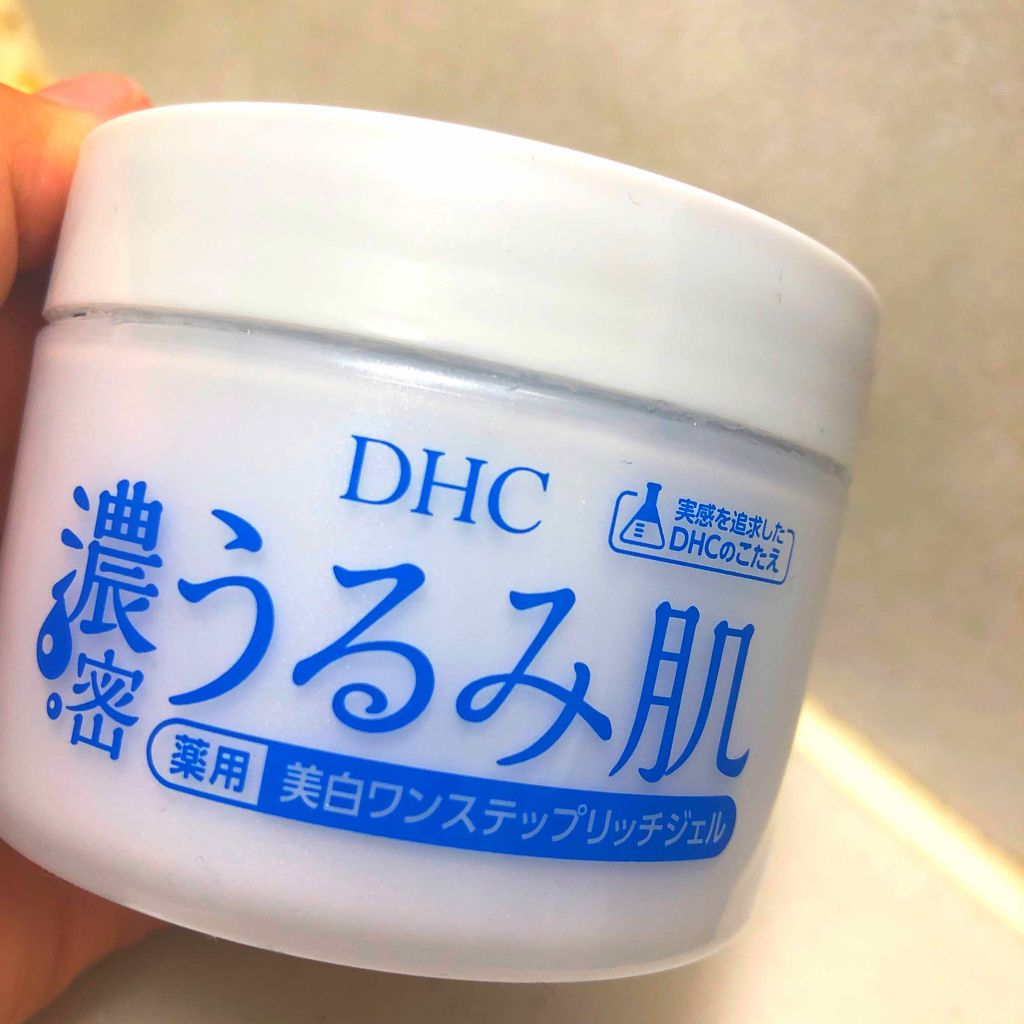 DHC
実感を追求した
DHCのこたえ
濃密
うるみ肌
薬用 美白ワンステップリッチジェル